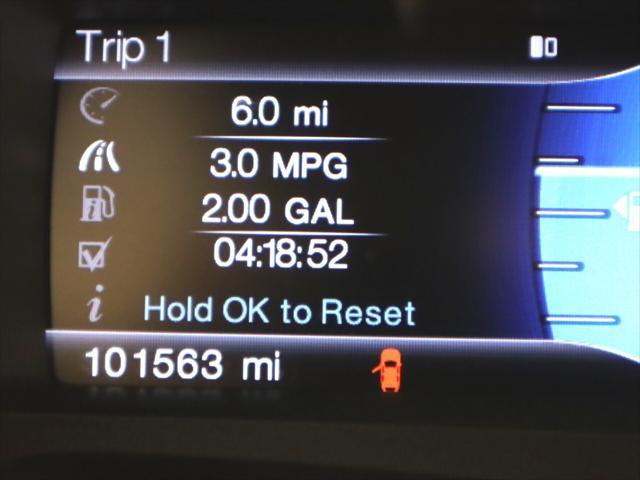 Trip 1
6.0 mi
3.0 MPG
2.00 GAL
04:18:52
Hold OK to Reset
101563 mi